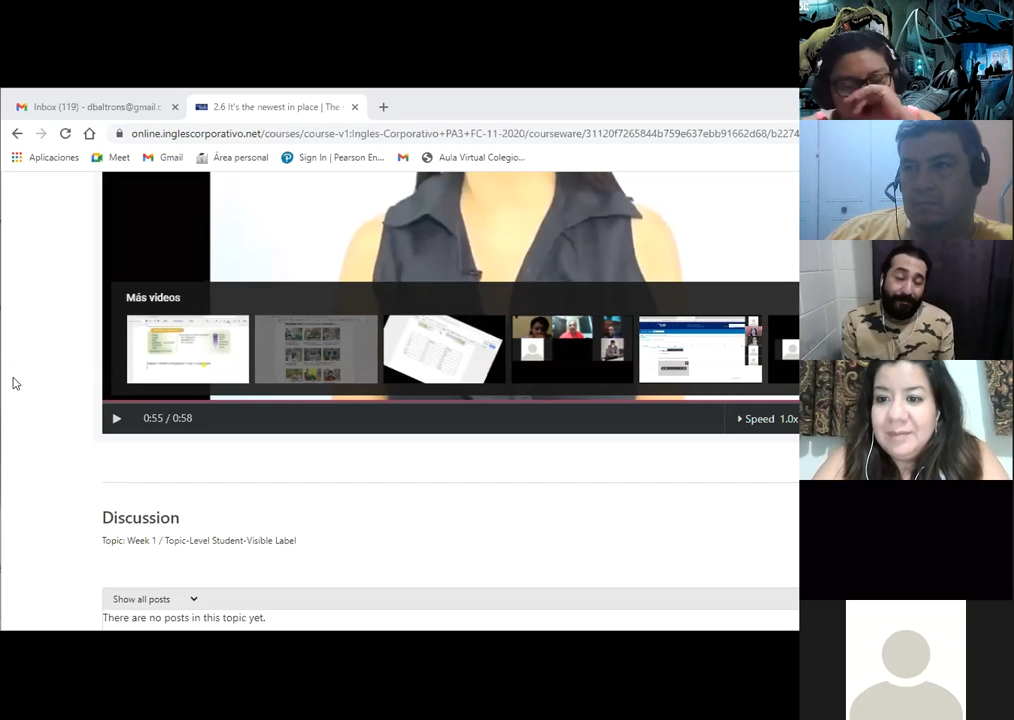 Inbox (119) - dbaltrons@gmail.c
2.6 It's the newest in place | The
online.inglescorporativo.net/courses/course-v1:Ingles-Corporativo+PA3+FC-11-2020/courseware/31120f7265844b759e637ebb91662d68/b2274
Aplicaciones Meet Gmail Área personal Sign In | Pearson En... Aula Virtual Colegio...
Más videos
0:55 / 0:58 Speed 1.0x
Discussion
Topic: Week 1 / Topic-Level Student-Visible Label
Show all posts
There are no posts in this topic yet.